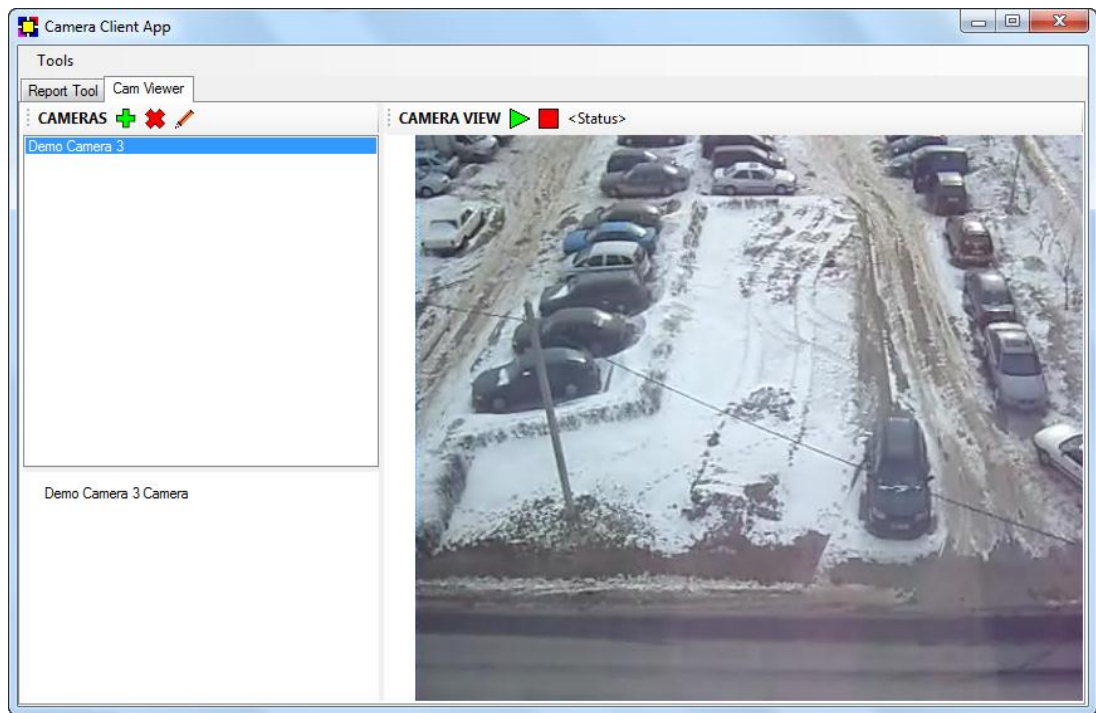 Camera Client App
Tools
Report Tool Cam Viewer
CAMERAS CAMERA VIEW <Status>
Demo Camera 3
Demo Camera 3 Camera